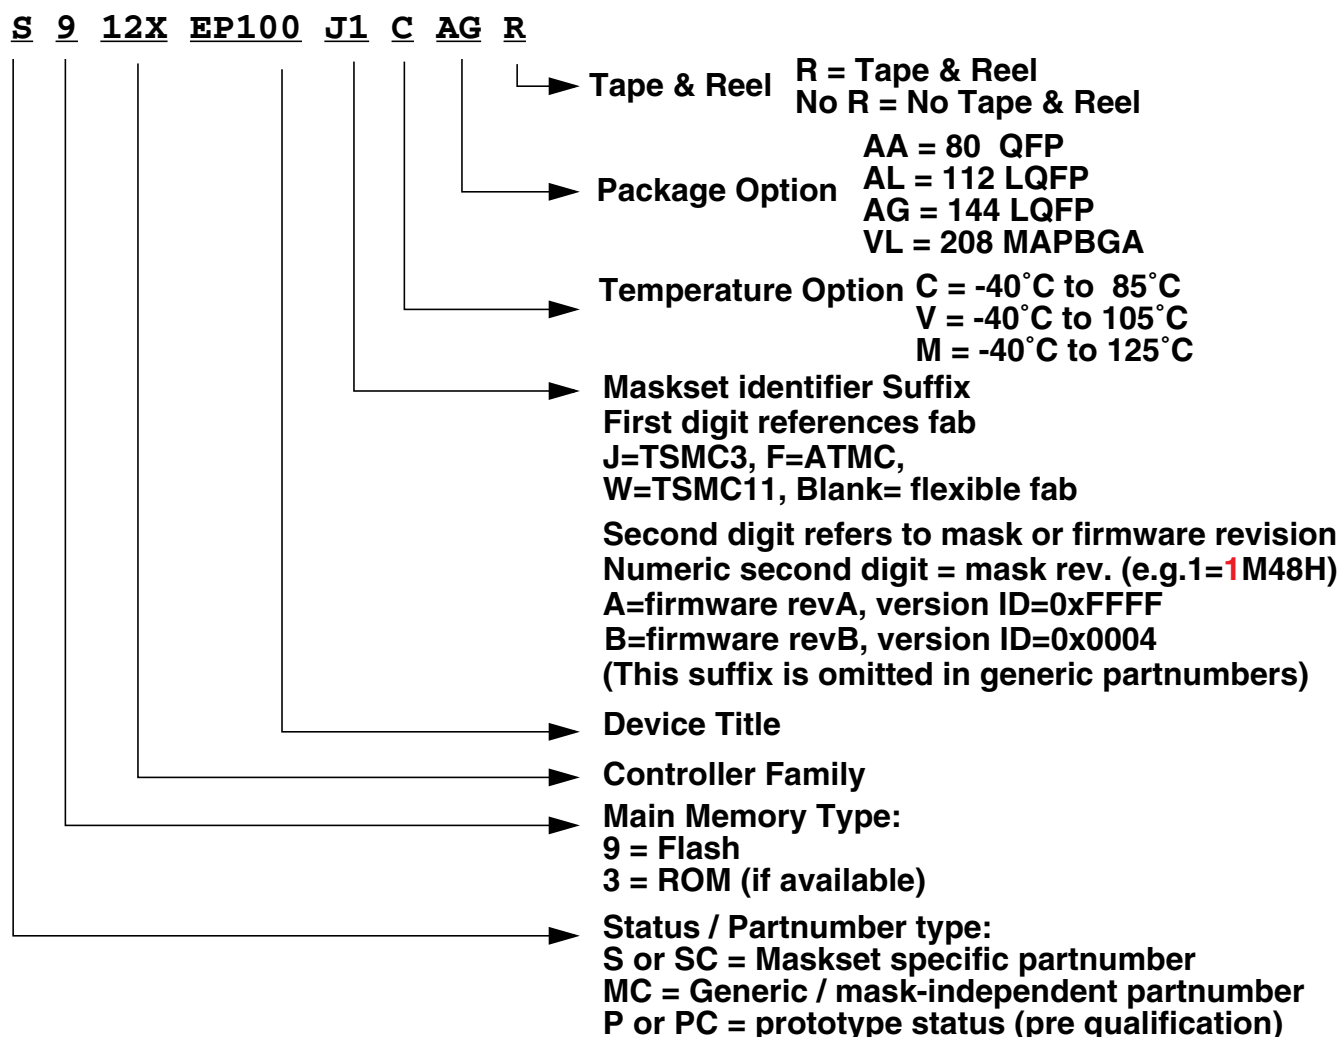 S 9 12X EP100 J1 C AG R
Tape & Reel
R = Tape & Reel
No R = No Tape & Reel
Package Option
AA = 80 QFP
AL = 112 LQFP
AG = 144 LQFP
VL = 208 MAPBGA
Temperature Option
C = -40˚C to 85˚C
V = -40˚C to 105˚C
M = -40˚C to 125˚C
Maskset identifier Suffix
First digit references fab
J=TSMC3, F=ATMC,
W=TSMC11, Blank= flexible fab
Second digit refers to mask or firmware revision
Numeric second digit = mask rev. (e.g.1=1M48H)
A=firmware revA, version ID=0xFFFF
B=firmware revB, version ID=0x0004
(This suffix is omitted in generic partnumbers)
Device Title
Controller Family
Main Memory Type:
9 = Flash
3 = ROM (if available)
Status / Partnumber type:
S or SC = Maskset specific partnumber
MC = Generic / mask-independent partnumber
P or PC = prototype status (pre qualification)